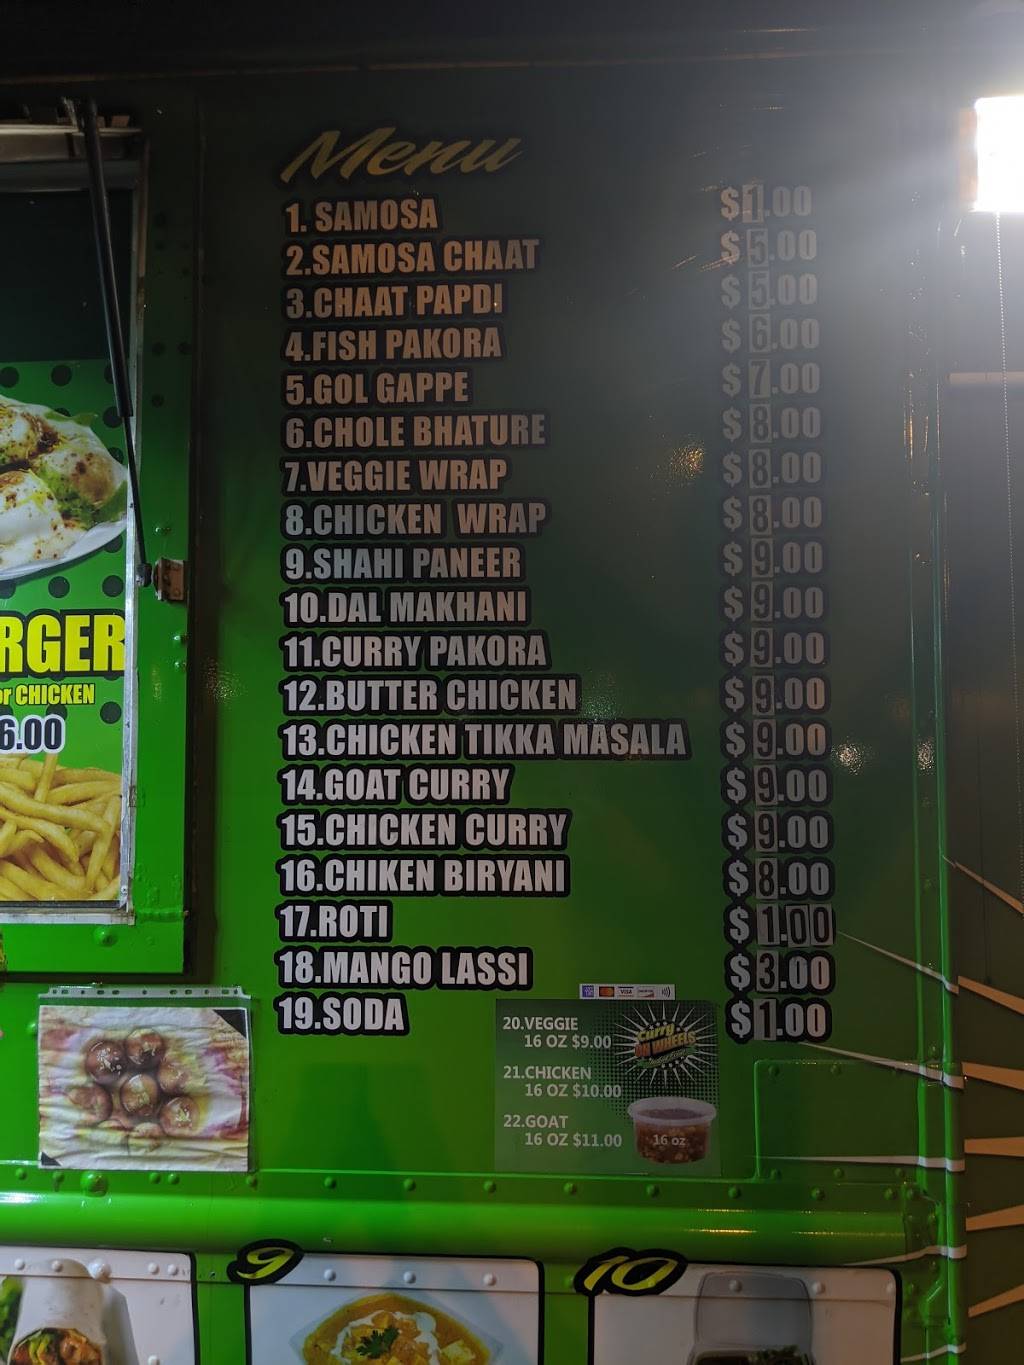 Menu
1. SAMOSA $1.00
2.SAMOSA CHAAT $5.00
3.CHAAT PAPDI $5.00
4.FISH PAKORA $6.00
5.GOL GAPPE $7.00
6.CHOLE BHATURE $8.00
7.VEGGIE WRAP $8.00
8.CHICKEN WRAP $8.00
9.SHAHI PANEER $9.00
10.DAL MAKHANI $9.00
11.CURRY PAKORA $9.00
12.BUTTER CHICKEN $9.00
13.CHICKEN TIKKA MASALA $9.00
14.GOAT CURRY $9.00
15.CHICKEN CURRY $9.00
16.CHIKEN BIRYANI $8.00
17.ROTI $1.00
18.MANGO LASSI $3.00
19.SODA $1.00
RGER
or CHICKEN
6.00
VISA
20.VEGGIE
16 OZ $9.00
21.CHICKEN
16 OZ $10.00
22.GOAT
16 OZ $11.00
Curry
ON WHEELS
16 oz
9
10